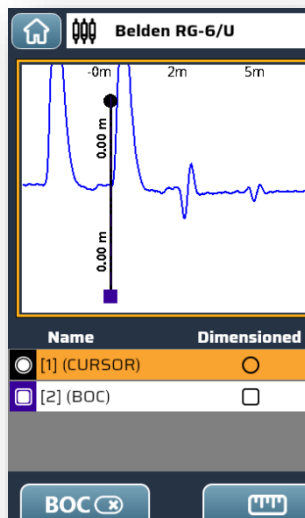 Belden RG-6/U
-0m 2m 5m
0.00 m
0.00 m
Name Dimensioned
[1] (CURSOR)
[2] (BOC)
BOC